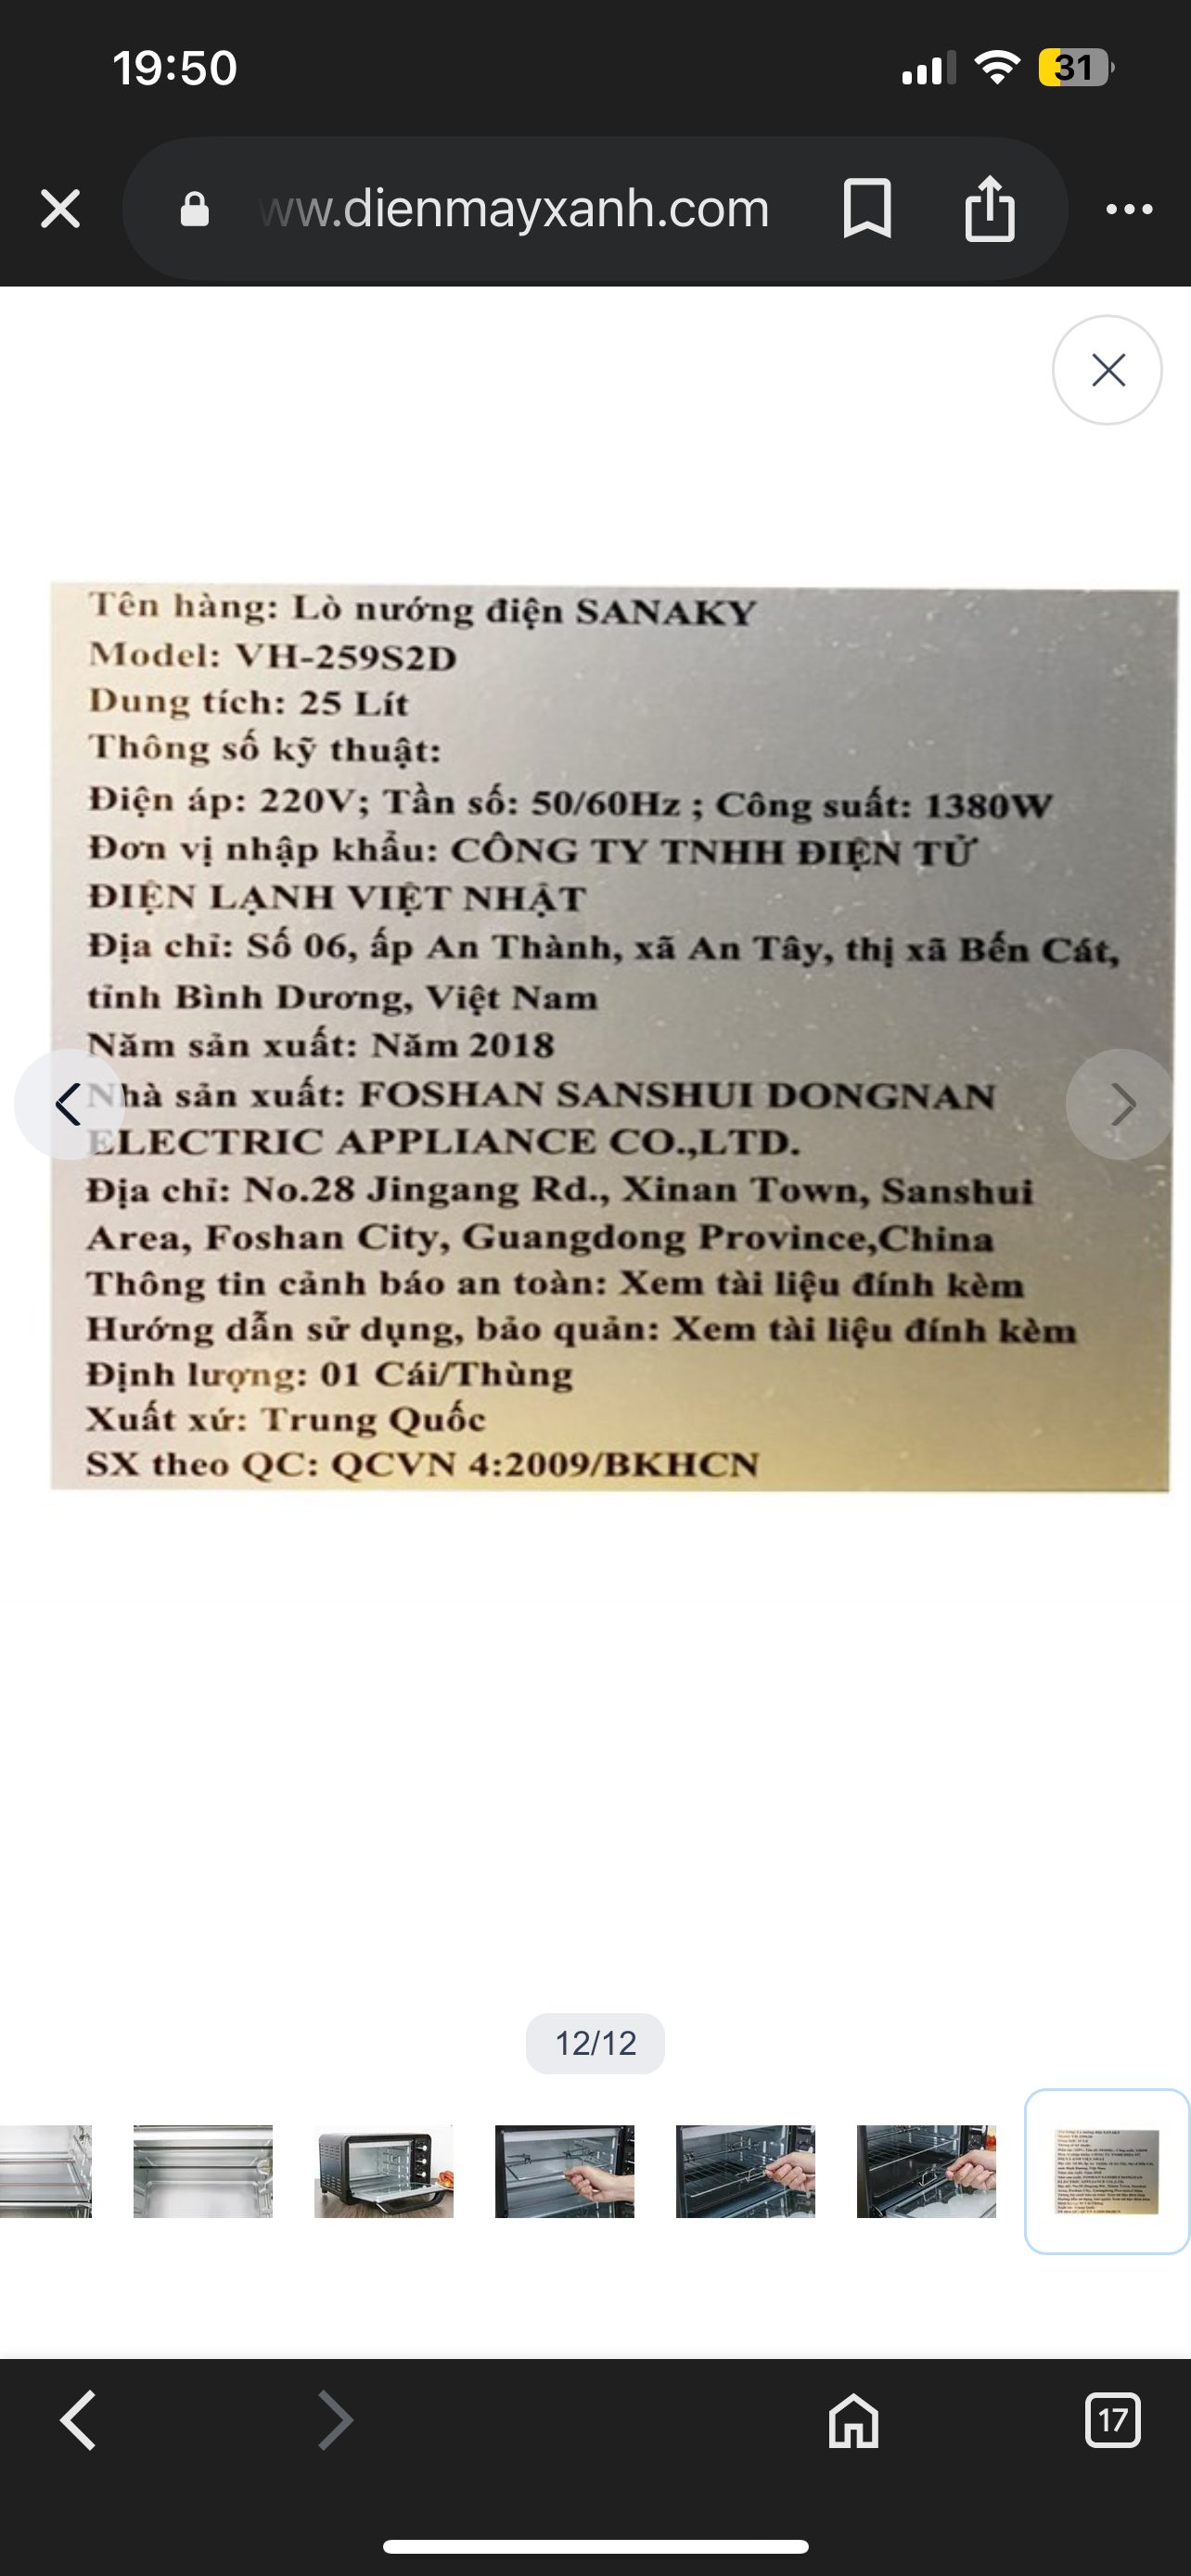 19:50
31
ww.dienmayxanh.com
Tên hàng: Lò nướng điện SANAKY
Model: VH-259S2D
Dung tích: 25 Lít
Thông số kỹ thuật:
Điện áp: 220V; Tần số: 50/60Hz ; Công suất: 1380W
Đơn vị nhập khẩu: CÔNG TY TNHH ĐIỆN TỬ
ĐIỆN LẠNH VIỆT NHẬT
Địa chỉ: Số 06, ấp An Thành, xã An Tây, thị xã Bến Cát,
tỉnh Bình Dương, Việt Nam
Năm sản xuất: Năm 2018
Nhà sản xuất: FOSHAN SANSHUI DONGNAN
ELECTRIC APPLIANCE CO.,LTD.
Địa chỉ: No.28 Jingang Rd., Xinan Town, Sanshui
Area, Foshan City, Guangdong Province,China
Thông tin cảnh báo an toàn: Xem tài liệu đính kèm
Hướng dẫn sử dụng, bảo quản: Xem tài liệu đính kèm
Định lượng: 01 Cái/Thùng
Xuất xứ: Trung Quốc
SX theo QC: QCVN 4:2009/BKHCN
12/12
17